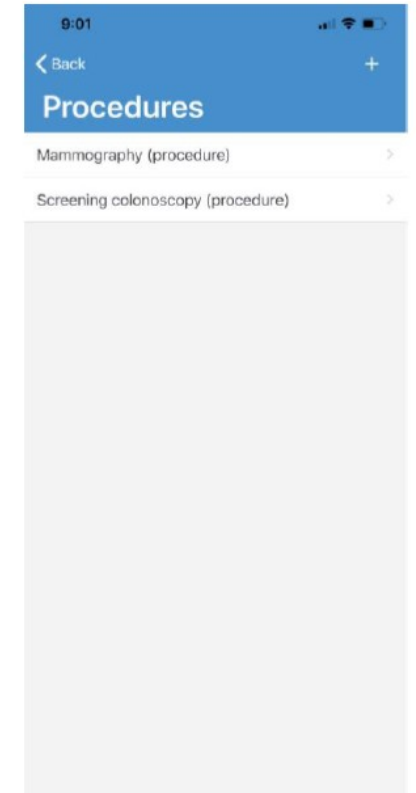 9:01
Back +
Procedures
Mammography (procedure)
Screening colonoscopy (procedure)